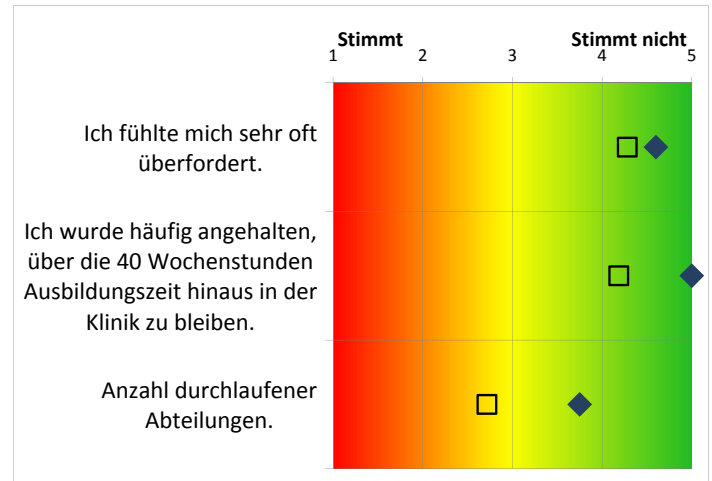 Stimmt Stimmt nicht
1 2 3 4 5
Ich fühlte mich sehr oft
überfordert.
Ich wurde häufig angehalten,
über die 40 Wochenstunden
Ausbildungszeit hinaus in der
Klinik zu bleiben.
Anzahl durchlaufener
Abteilungen.